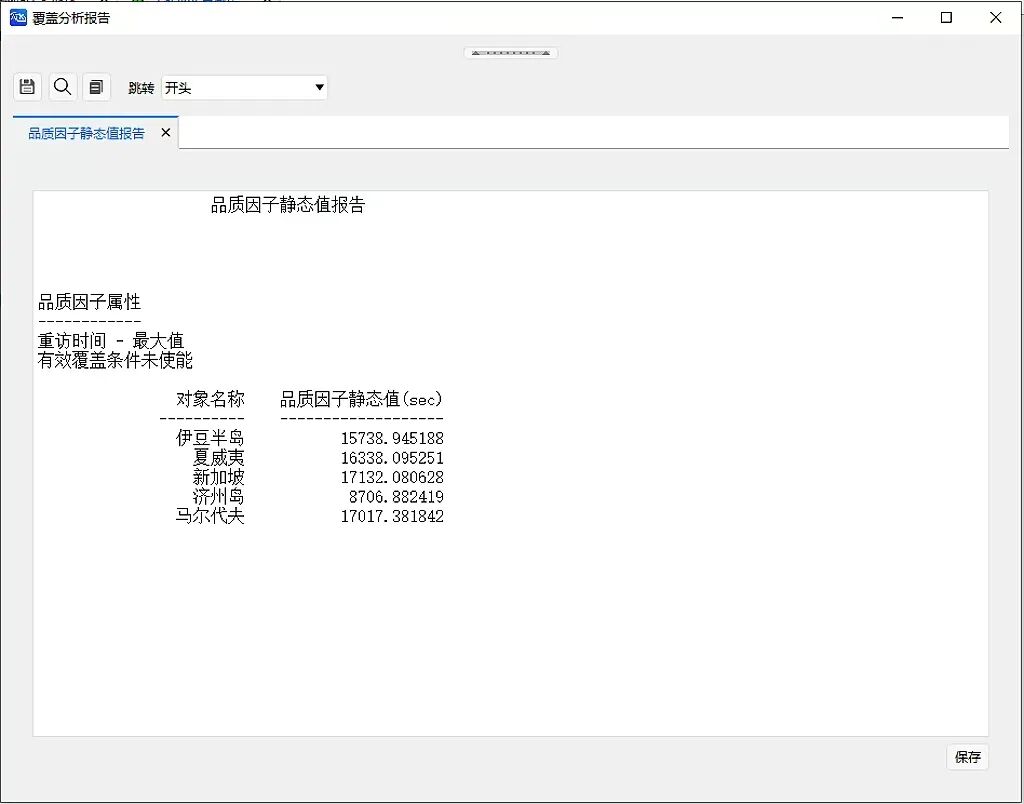 覆盖分析报告
跳转 开头
品质因子静态值报告
品质因子静态值报告
品质因子属性
------------
重访时间 - 最大值
有效覆盖条件未使能
对象名称 品质因子静态值(sec)
---------- -------------------
伊豆半岛 15738.945188
夏威夷 16338.095251
新加坡 17132.080628
济州岛 8706.882419
马尔代夫 17017.381842
保存